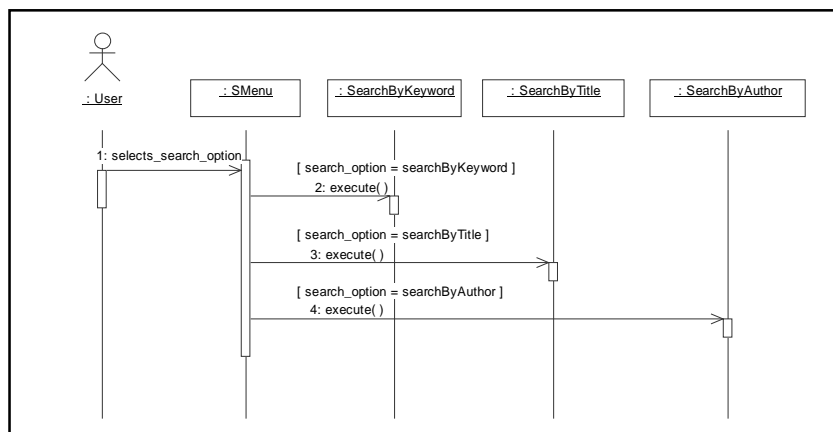 : User
: SMenu
: SearchByKeyword
: SearchByTitle
: SearchByAuthor
1: selects_search_option
[ search_option = searchByKeyword ]
2: execute( )
[ search_option = searchByTitle ]
3: execute( )
[ search_option = searchByAuthor ]
4: execute( )